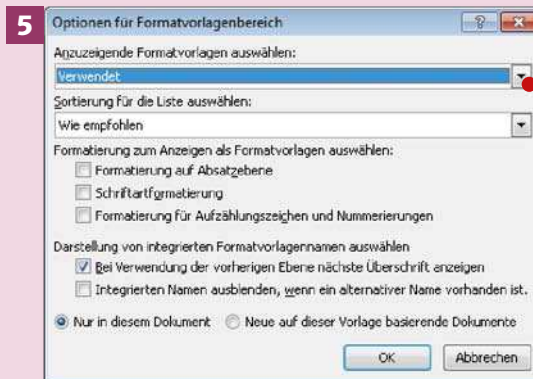 5
Optionen für Formatvorlagenbereich
Anzuzeigende Formatvorlagen auswählen:
Verwendet
Sortierung für die Liste auswählen:
Wie empfohlen
Formatierung zum Anzeigen als Formatvorlagen auswählen:
Formatierung auf Absatzebene
Schriftartformatierung
Formatierung für Aufzählungszeichen und Nummerierungen
Darstellung von integrierten Formatvorlagennamen auswählen
Bei Verwendung der vorherigen Ebene nächste Überschrift anzeigen
Integrierten Namen ausblenden, wenn ein alternativer Name vorhanden ist.
Nur in diesem Dokument Neue auf dieser Vorlage basierende Dokumente
OK Abbrechen